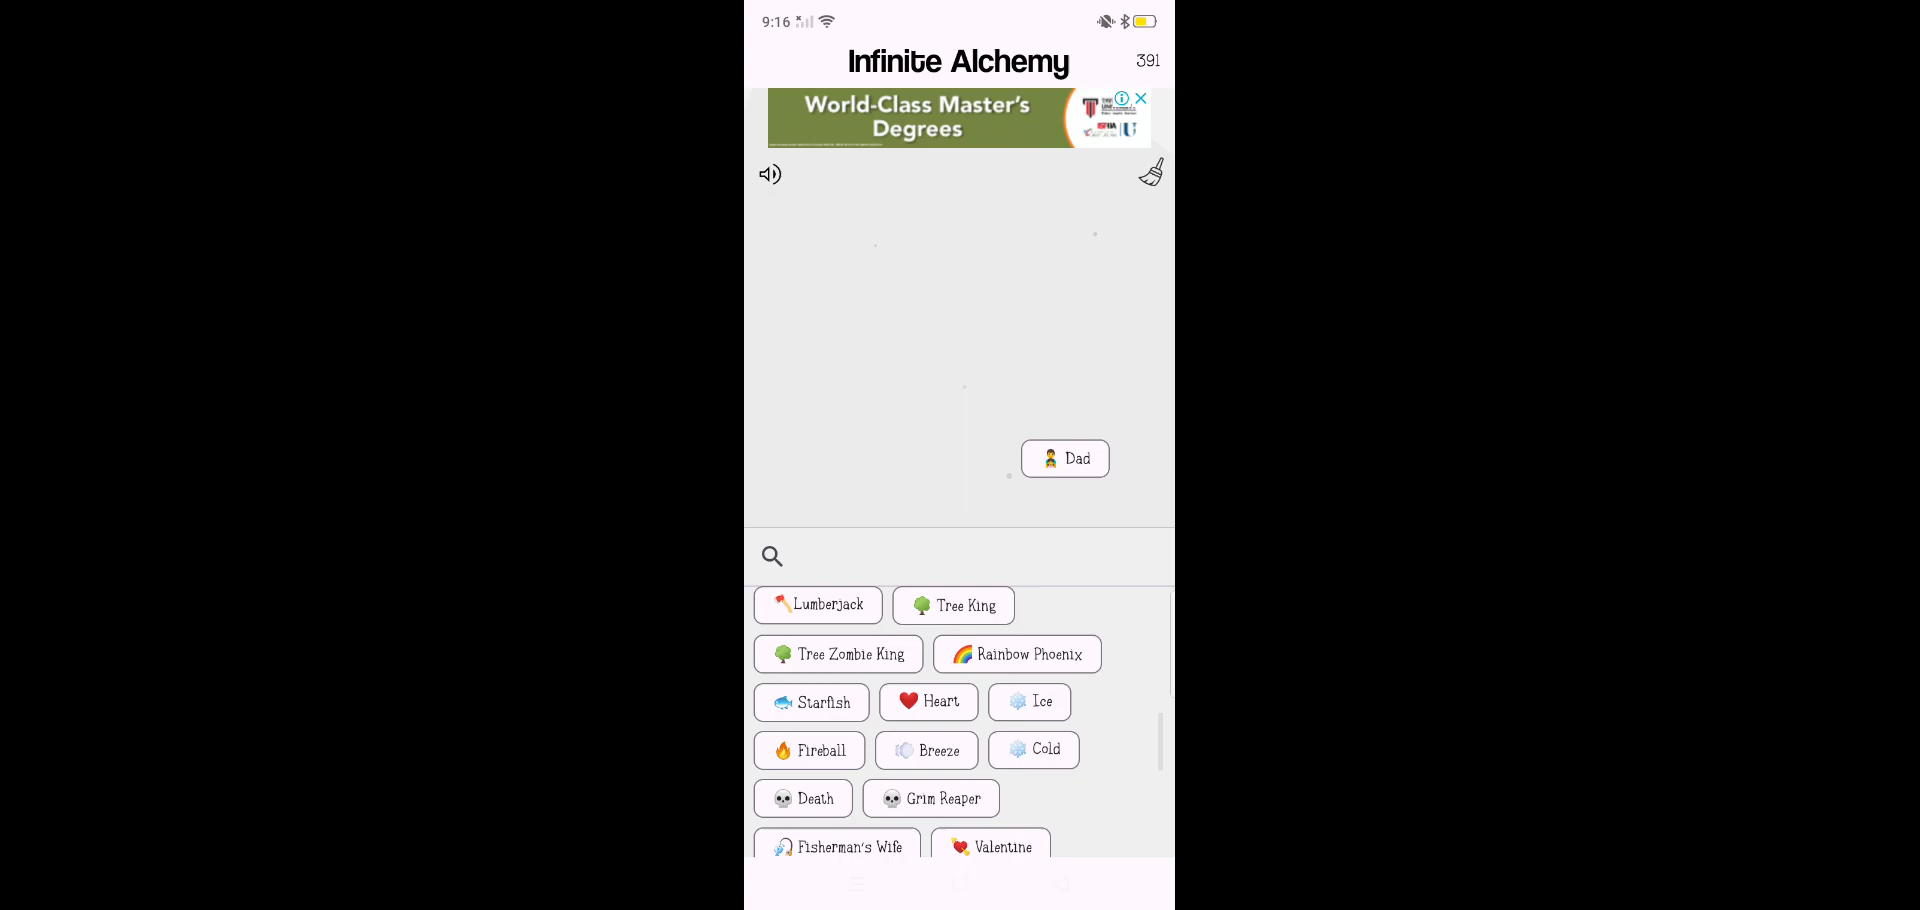 9:16
Infinite Alchemy 391
World-Class Master's
Degrees
Dad
Lumberjack Tree King
Tree Zombie King Rainbow Phoenix
Starfish Heart Ice
Fireball Breeze Cold
Death Grim Reaper
Fisherman's Wife Valentine